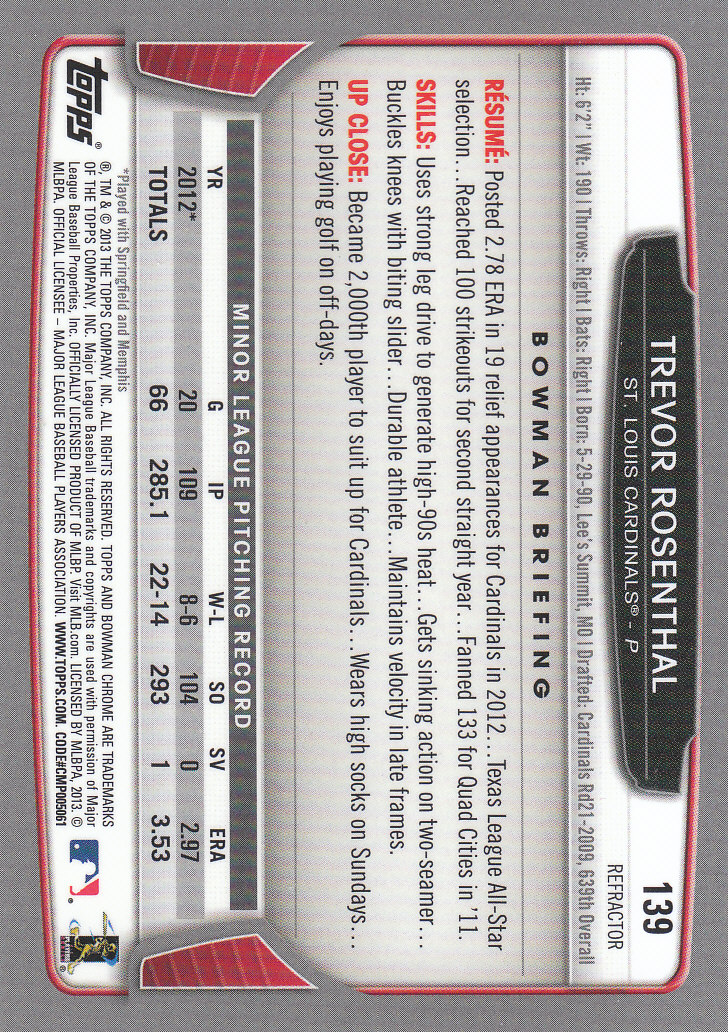 139
REFRACTOR
TREVOR ROSENTHAL
ST. LOUIS CARDINALS® - P
Ht: 6'2" | Wt: 190 | Throws: Right | Bats: Right | Born: 5-29-90, Lee's Summit, MO | Drafted: Cardinals Rd21-2009, 639th Overall
BOWMAN BRIEFING
RÉSUMÉ: Posted 2.78 ERA in 19 relief appearances for Cardinals in 2012...Texas League All-Star
selection...Reached 100 strikeouts for second straight year...Fanned 133 for Quad Cities in '11.
SKILLS: Uses strong leg drive to generate high-90s heat...Gets sinking action on two-seamer...
Buckles knees with biting slider...Durable athlete...Maintains velocity in late frames.
UP CLOSE: Became 2,000th player to suit up for Cardinals...Wears high socks on Sundays...
Enjoys playing golf on off-days.
MINOR LEAGUE PITCHING RECORD
YR G IP W-L SO SV ERA
2012* 20 109 8-6 104 0 2.97
TOTALS 66 285.1 22-14 293 1 3.53
*Played with Springfield and Memphis
topps®
®, TM & © 2013 THE TOPPS COMPANY, INC. ALL RIGHTS RESERVED. TOPPS AND BOWMAN CHROME ARE TRADEMARKS
OF THE TOPPS COMPANY, INC. Major League Baseball trademarks and copyrights are used with permission of Major
League Baseball Properties, Inc. OFFICIALLY LICENSED PRODUCT OF MLBP. Visit MLB.com. LICENSED BY MLBPA, 2013. ©
MLBPA. OFFICIAL LICENSEE – MAJOR LEAGUE BASEBALL PLAYERS ASSOCIATION. WWW.TOPPS.COM. CODE#CMP005061